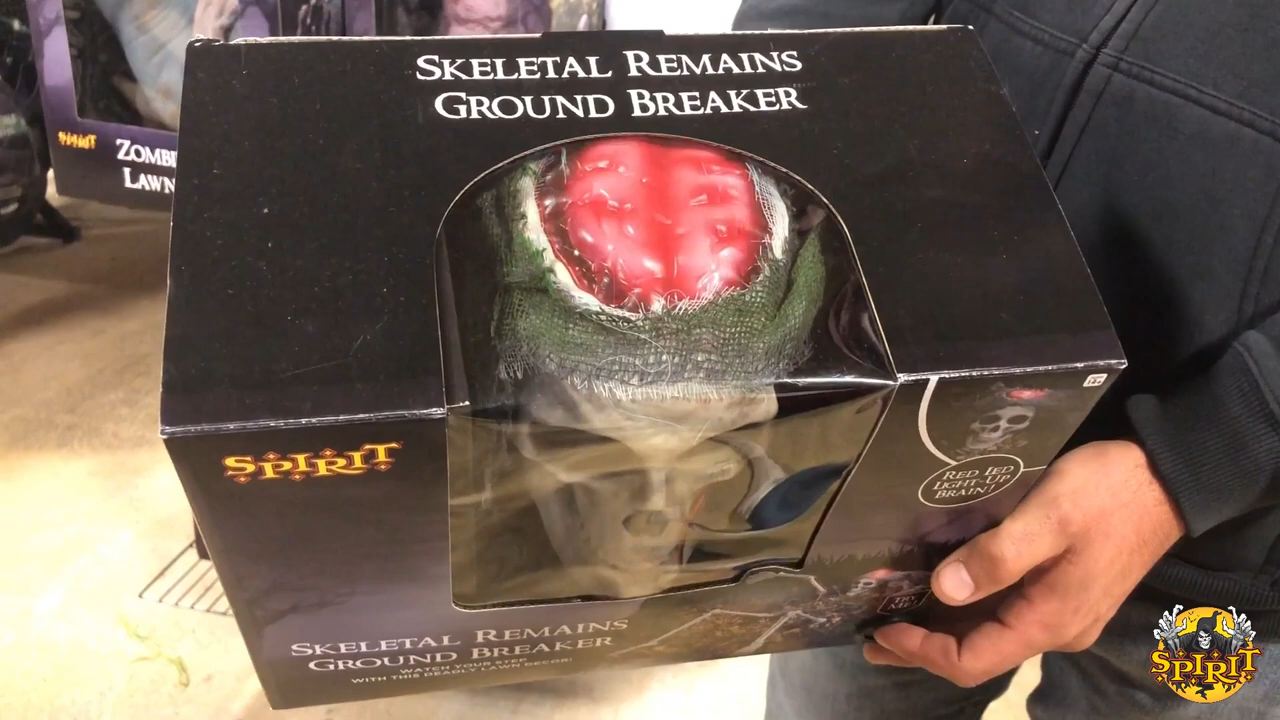 SKELETAL REMAINS
GROUND BREAKER
SPIRIT
ZOMBI
LAWN
SPIRIT
RED LED
LIGHT-UP
BRAIN!
TRY
ME!
SKELETAL REMAINS
GROUND BREAKER
WATCH YOUR STEP
WITH THIS DEADLY LAWN DECOR!
SPIRIT